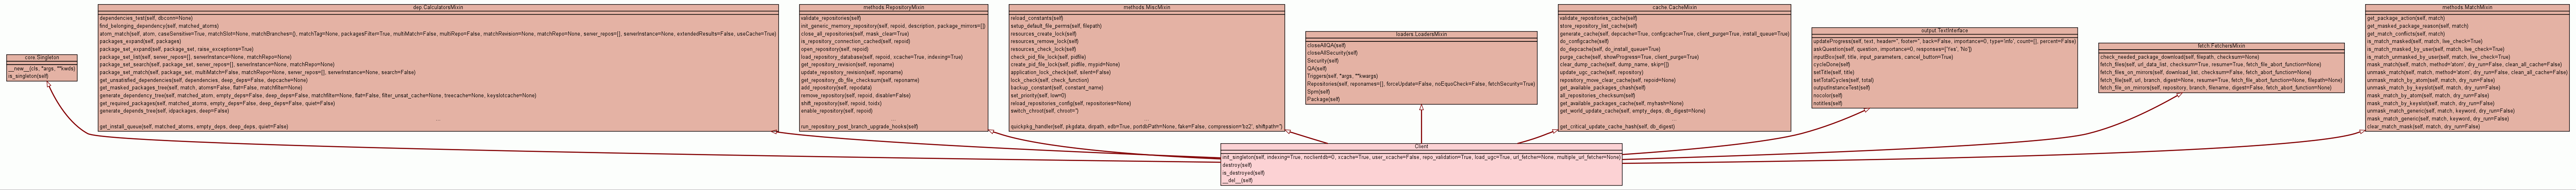 core.Singleton
__new__(cls, *args, **kwds)
is_singleton(self)
dep.CalculatorsMixin
dependencies_test(self, dbconn=None)
find_belonging_dependency(self, matched_atoms)
atom_match(self, atom, caseSensitive=True, matchSlot=None, matchBranches=(), matchTag=None, packagesFilter=True, multiMatch=False, multiRepo=False, matchRevision=None, matchRepo=None, server_repos=[], serverInstance=None, extendedResults=False, useCache=True)
packages_expand(self, packages)
package_set_expand(self, package_set, raise_exceptions=True)
package_set_list(self, server_repos=[], serverInstance=None, matchRepo=None)
package_set_search(self, package_set, server_repos=[], serverInstance=None, matchRepo=None)
package_set_match(self, package_set, multiMatch=False, matchRepo=None, server_repos=[], serverInstance=None, search=False)
get_unsatisfied_dependencies(self, dependencies, deep_deps=False, depcache=None)
get_masked_packages_tree(self, match, atoms=False, flat=False, matchfilter=None)
generate_dependency_tree(self, matched_atom, empty_deps=False, deep_deps=False, matchfilter=None, flat=False, filter_unsat_cache=None, treecache=None, keyslotcache=None)
get_required_packages(self, matched_atoms, empty_deps=False, deep_deps=False, quiet=False)
generate_depends_tree(self, idpackages, deep=False)
...
get_install_queue(self, matched_atoms, empty_deps, deep_deps, quiet=False)
methods.RepositoryMixin
validate_repositories(self)
init_generic_memory_repository(self, repoid, description, package_mirrors=[])
close_all_repositories(self, mask_clear=True)
is_repository_connection_cached(self, repoid)
open_repository(self, repoid)
load_repository_database(self, repoid, xcache=True, indexing=True)
get_repository_revision(self, reponame)
update_repository_revision(self, reponame)
get_repository_db_file_checksum(self, reponame)
add_repository(self, repodata)
remove_repository(self, repoid, disable=False)
shift_repository(self, repoid, toidx)
enable_repository(self, repoid)
...
run_repository_post_branch_upgrade_hooks(self)
methods.MiscMixin
reload_constants(self)
setup_default_file_perms(self, filepath)
resources_create_lock(self)
resources_remove_lock(self)
resources_check_lock(self)
check_pid_file_lock(self, pidfile)
create_pid_file_lock(self, pidfile, mypid=None)
application_lock_check(self, silent=False)
lock_check(self, check_function)
backup_constant(self, constant_name)
set_priority(self, low=0)
reload_repositories_config(self, repositories=None)
switch_chroot(self, chroot='')
...
quickpkg_handler(self, pkgdata, dirpath, edb=True, portdbPath=None, fake=False, compression='bz2', shiftpath='')
loaders.LoadersMixin
closeAllQA(self)
closeAllSecurity(self)
Security(self)
QA(self)
Triggers(self, *args, **kwargs)
Repositories(self, reponames=[], forceUpdate=False, noEquoCheck=False, fetchSecurity=True)
Spm(self)
Package(self)
cache.CacheMixin
validate_repositories_cache(self)
store_repository_list_cache(self)
generate_cache(self, depcache=True, configcache=True, client_purge=True, install_queue=True)
do_configcache(self)
do_depcache(self, do_install_queue=True)
purge_cache(self, showProgress=True, client_purge=True)
clear_dump_cache(self, dump_name, skip=[])
update_ugc_cache(self, repository)
repository_move_clear_cache(self, repoid=None)
get_available_packages_chash(self)
all_repositories_checksum(self)
get_available_packages_cache(self, myhash=None)
get_world_update_cache(self, empty_deps, db_digest=None)
...
get_critical_update_cache_hash(self, db_digest)
output.TextInterface
updateProgress(self, text, header='', footer='', back=False, importance=0, type='info', count=[], percent=False)
askQuestion(self, question, importance=0, responses=['Yes', 'No'])
inputBox(self, title, input_parameters, cancel_button=True)
cycleDone(self)
setTitle(self, title)
setTotalCycles(self, total)
outputInstanceTest(self)
nocolor(self)
notitles(self)
fetch.FetchersMixin
check_needed_package_download(self, filepath, checksum=None)
fetch_files(self, url_data_list, checksum=True, resume=True, fetch_file_abort_function=None)
fetch_files_on_mirrors(self, download_list, checksum=False, fetch_abort_function=None)
fetch_file(self, url, branch, digest=None, resume=True, fetch_file_abort_function=None, filepath=None)
fetch_file_on_mirrors(self, repository, branch, filename, digest=False, fetch_abort_function=None)
methods.MatchMixin
get_package_action(self, match)
get_masked_package_reason(self, match)
get_match_conflicts(self, match)
is_match_masked(self, match, live_check=True)
is_match_masked_by_user(self, match, live_check=True)
is_match_unmasked_by_user(self, match, live_check=True)
mask_match(self, match, method='atom', dry_run=False, clean_all_cache=False)
unmask_match(self, match, method='atom', dry_run=False, clean_all_cache=False)
unmask_match_by_atom(self, match, dry_run=False)
unmask_match_by_keyslot(self, match, dry_run=False)
mask_match_by_atom(self, match, dry_run=False)
mask_match_by_keyslot(self, match, dry_run=False)
unmask_match_generic(self, match, keyword, dry_run=False)
mask_match_generic(self, match, keyword, dry_run=False)
clear_match_mask(self, match, dry_run=False)
Client
init_singleton(self, indexing=True, noclientdb=0, xcache=True, user_xcache=False, repo_validation=True, load_ugc=True, url_fetcher=None, multiple_url_fetcher=None)
destroy(self)
is_destroyed(self)
__del__(self)